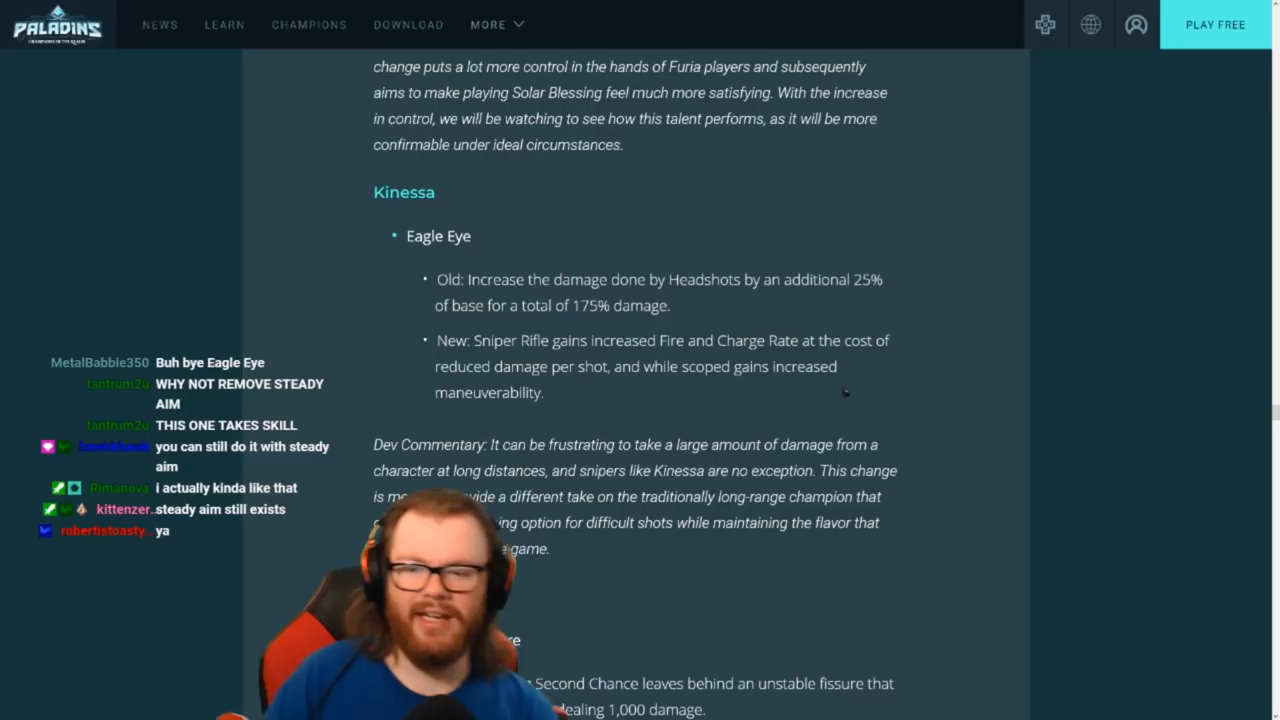 PALADINS
CHAMPIONS OF THE REALM
NEWS
LEARN
CHAMPIONS
DOWNLOAD
MORE
PLAY FREE
change puts a lot more control in the hands of Furia players and subsequently
aims to make playing Solar Blessing feel much more satisfying. With the increase
in control, we will be watching to see how this talent performs, as it will be more
confirmable under ideal circumstances.
Kinessa
• Eagle Eye
• Old: Increase the damage done by Headshots by an additional 25%
of base for a total of 175% damage.
• New: Sniper Rifle gains increased Fire and Charge Rate at the cost of
reduced damage per shot, and while scoped gains increased
maneuverability.
Dev Commentary: It can be frustrating to take a large amount of damage from a
character at long distances, and snipers like Kinessa are no exception. This change
is a different take on the traditionally long-range champion that
option for difficult shots while maintaining the flavor that
game.
Second Chance leaves behind an unstable fissure that
dealing 1,000 damage.
MetalBabble350 Buh bye Eagle Eye
tantrum2u WHY NOT REMOVE STEADY
AIM
tantrum2u THIS ONE TAKES SKILL
you can still do it with steady
aim
Rimanova i actually kinda like that
kittenzer.. steady aim still exists
robertistoasty.. ya